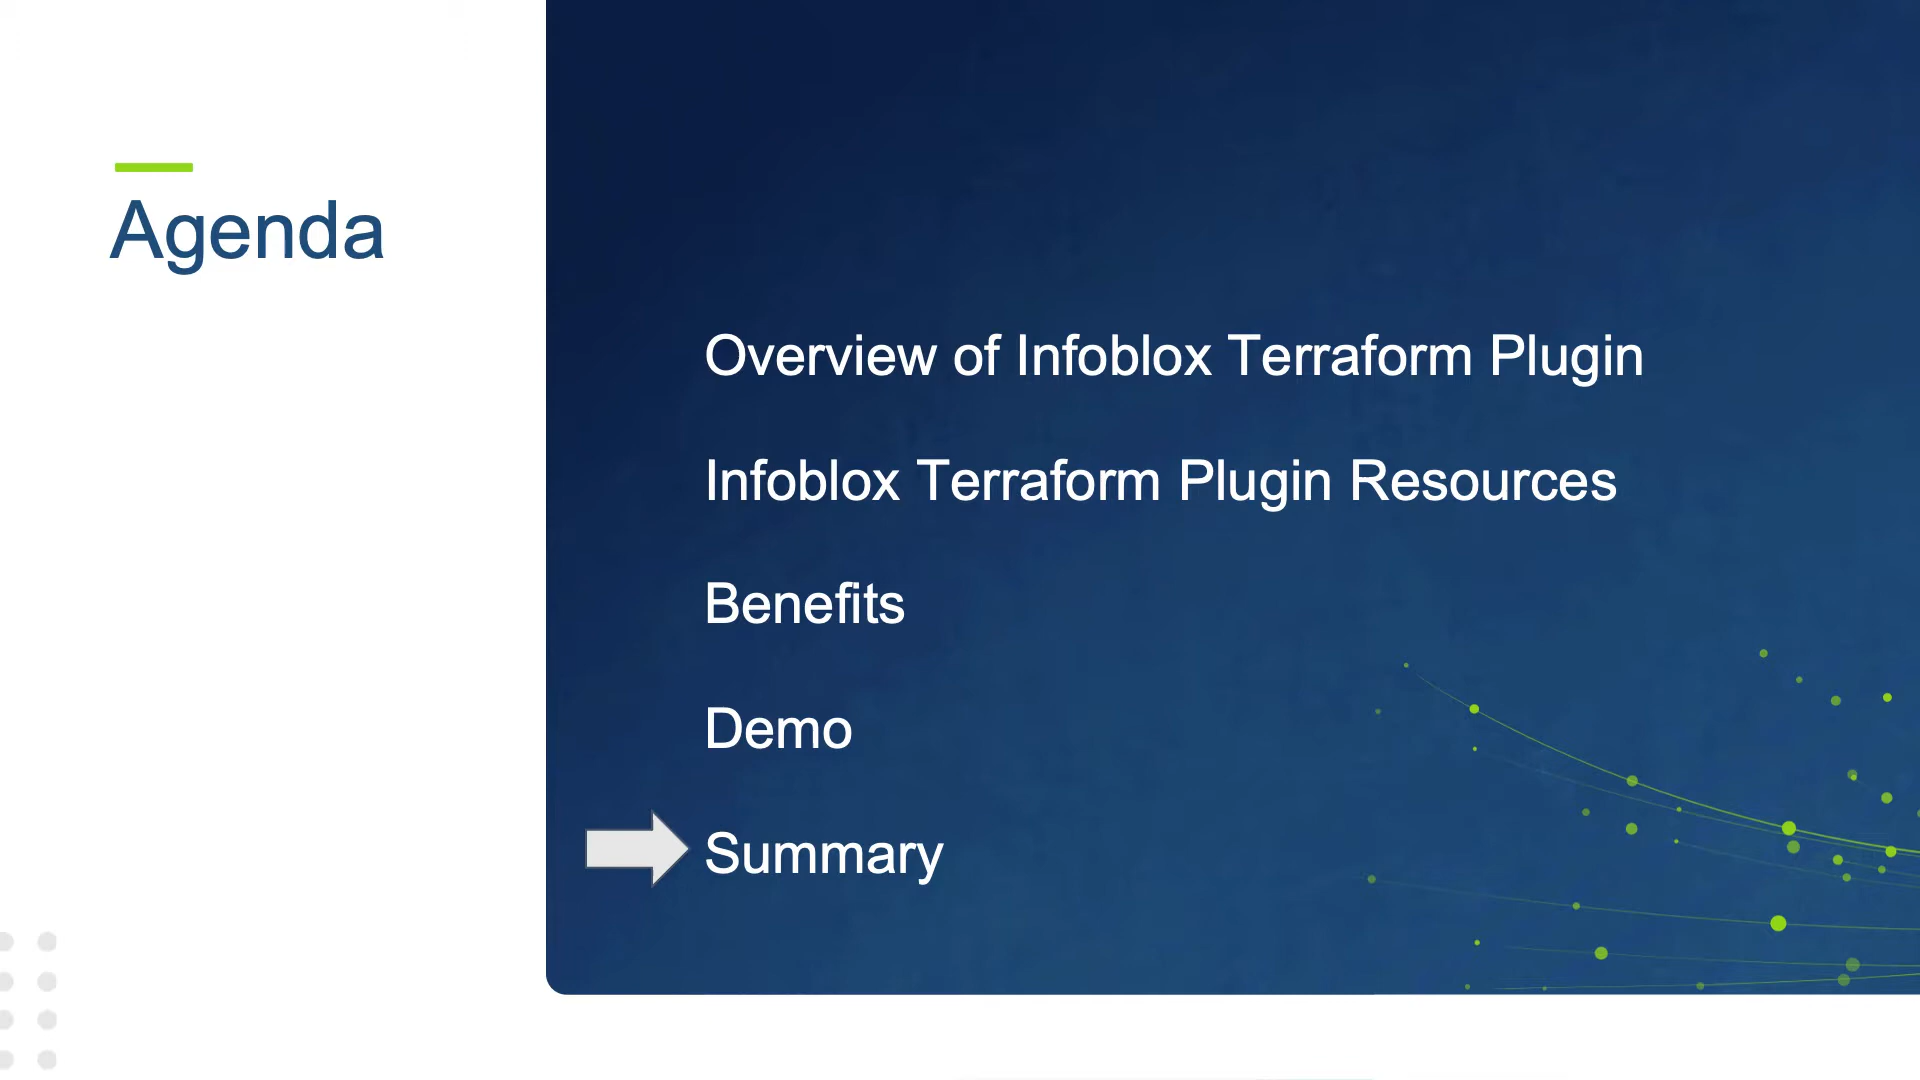 Agenda
Overview of Infoblox Terraform Plugin
Infoblox Terraform Plugin Resources
Benefits
Demo
Summary